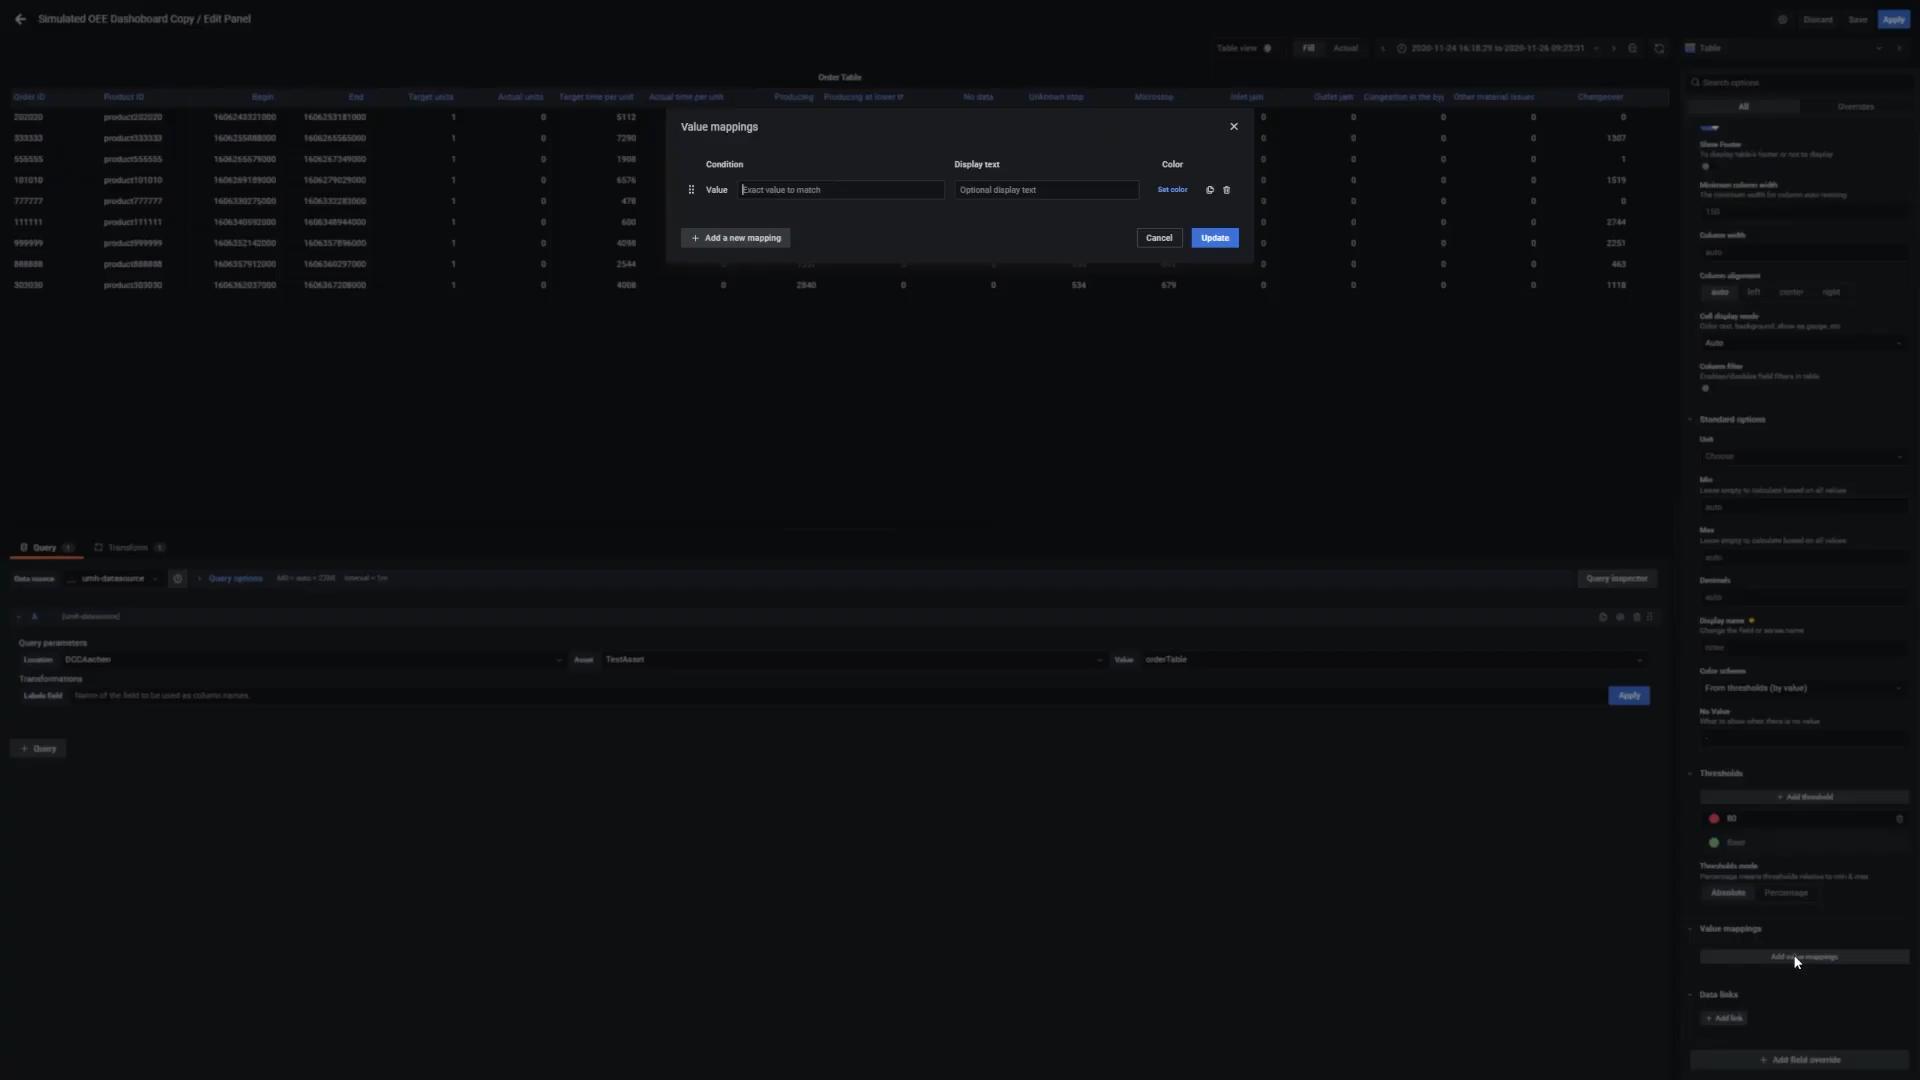 Simulated OEE Dashoboard Copy / Edit Panel
Discard Save Apply
Table view Fill Actual 2020-11-24 16:18:29 to 2020-11-26 09:23:31 Table
Order Table
Search options
All Overrides
Order ID Product ID Begin End Target units Actual units Target time per unit Actual time per unit Producing Producing at lower No data Unknown stop Microstop Inlet jam Outlet jam Congestion in the byp Other material issues Changeover
202020 product202020 1606243321000 1606253181000 1 0 5112 0 0 0 0 0
333333 product333333 1606255888000 1606265565000 1 0 7290 0 0 0 0 1307
555555 product555555 1606265579000 1606267349000 1 0 1908 0 0 0 0 1
101010 product101010 1606269189000 1606279029000 1 0 6576 0 0 0 0 1519
777777 product777777 1606330275000 1606332283000 1 0 478 0 0 0 0 0
111111 product111111 1606340592000 1606348944000 1 0 600 0 0 0 0 2744
999999 product999999 1606352142000 1606357896000 1 0 4098 0 0 0 0 2251
888888 product888888 1606357912000 1606360297000 1 0 2544 0 0 0 0 0 0 463
303030 product303030 1606362037000 1606367208000 1 0 4008 0 2840 0 0 534 679 0 0 0 0 1118
Value mappings
Condition Display text Color
Value Exact value to match Optional display text Set color
+ Add a new mapping Cancel Update
Show Footer
To display table's footer or not to display
Minimum column width
The minimum width for column auto resizing
150
Column width
auto
Column alignment
auto left center right
Cell display mode
Color text, background, show as gauge, etc
Auto
Column filter
Enables/disables field filters in table
Standard options
Unit
Choose
Min
Leave empty to calculate based on all values
auto
Max
Leave empty to calculate based on all values
auto
Decimals
auto
Display name
Change the field or series name
none
Color scheme
From thresholds (by value)
No Value
What to show when there is no value
-
Thresholds
+ Add threshold
80
Base
Thresholds mode
Percentage means thresholds relative to min & max
Absolute Percentage
Value mappings
Add value mappings
Data links
+ Add link
+ Add field override
Query 1 Transform 1
Data source umh-datasource Query options Interval = 1m Query inspector
A (umh-datasource)
Query parameters
Location DCCAachen Asset TestAsset Value orderTable
Transformations
Labels field Name of the field to be used as column names. Apply
+ Query